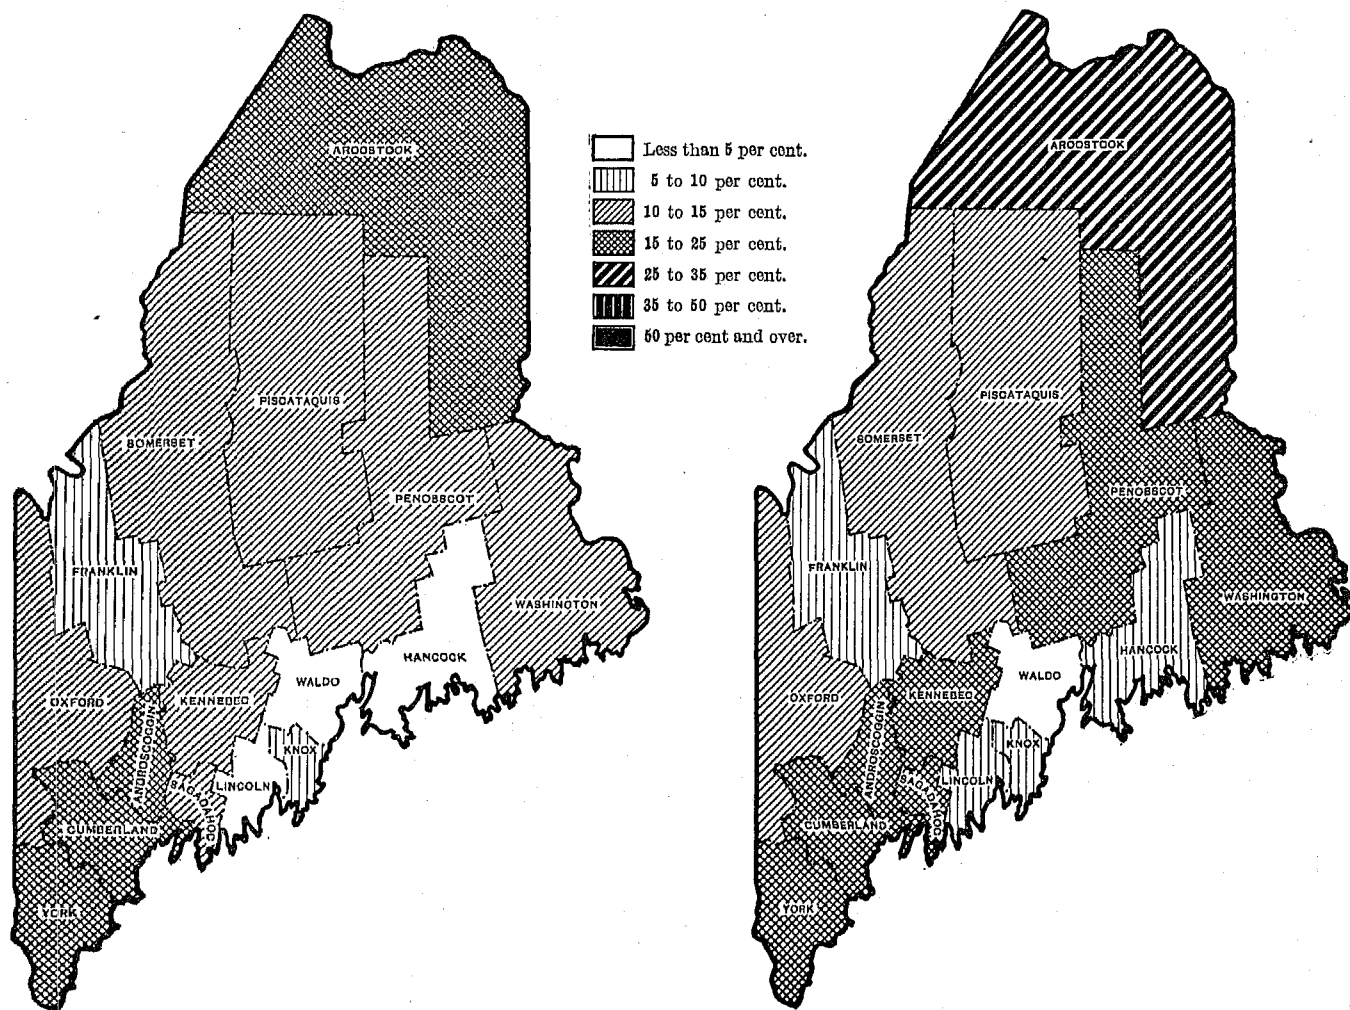 AROOSTOOK
PISCATAQUIS
SOMERSET
PENOBSCOT
FRANKLIN
WASHINGTON
HANCOCK
WALDO
OXFORD
KENNEBEC
ANDROSCOGGIN
KNOX
LINCOLN
SAGADAHOC
CUMBERLAND
YORK
Less than 5 per cent.
5 to 10 per cent.
10 to 15 per cent.
15 to 25 per cent.
25 to 35 per cent.
35 to 50 per cent.
50 per cent and over.
AROOSTOOK
PISCATAQUIS
SOMERSET
PENOBSCOT
FRANKLIN
WASHINGTON
HANCOCK
WALDO
OXFORD
KENNEBEC
ANDROSCOGGIN
KNOX
LINCOLN
SAGADAHOC
CUMBERLAND
YORK